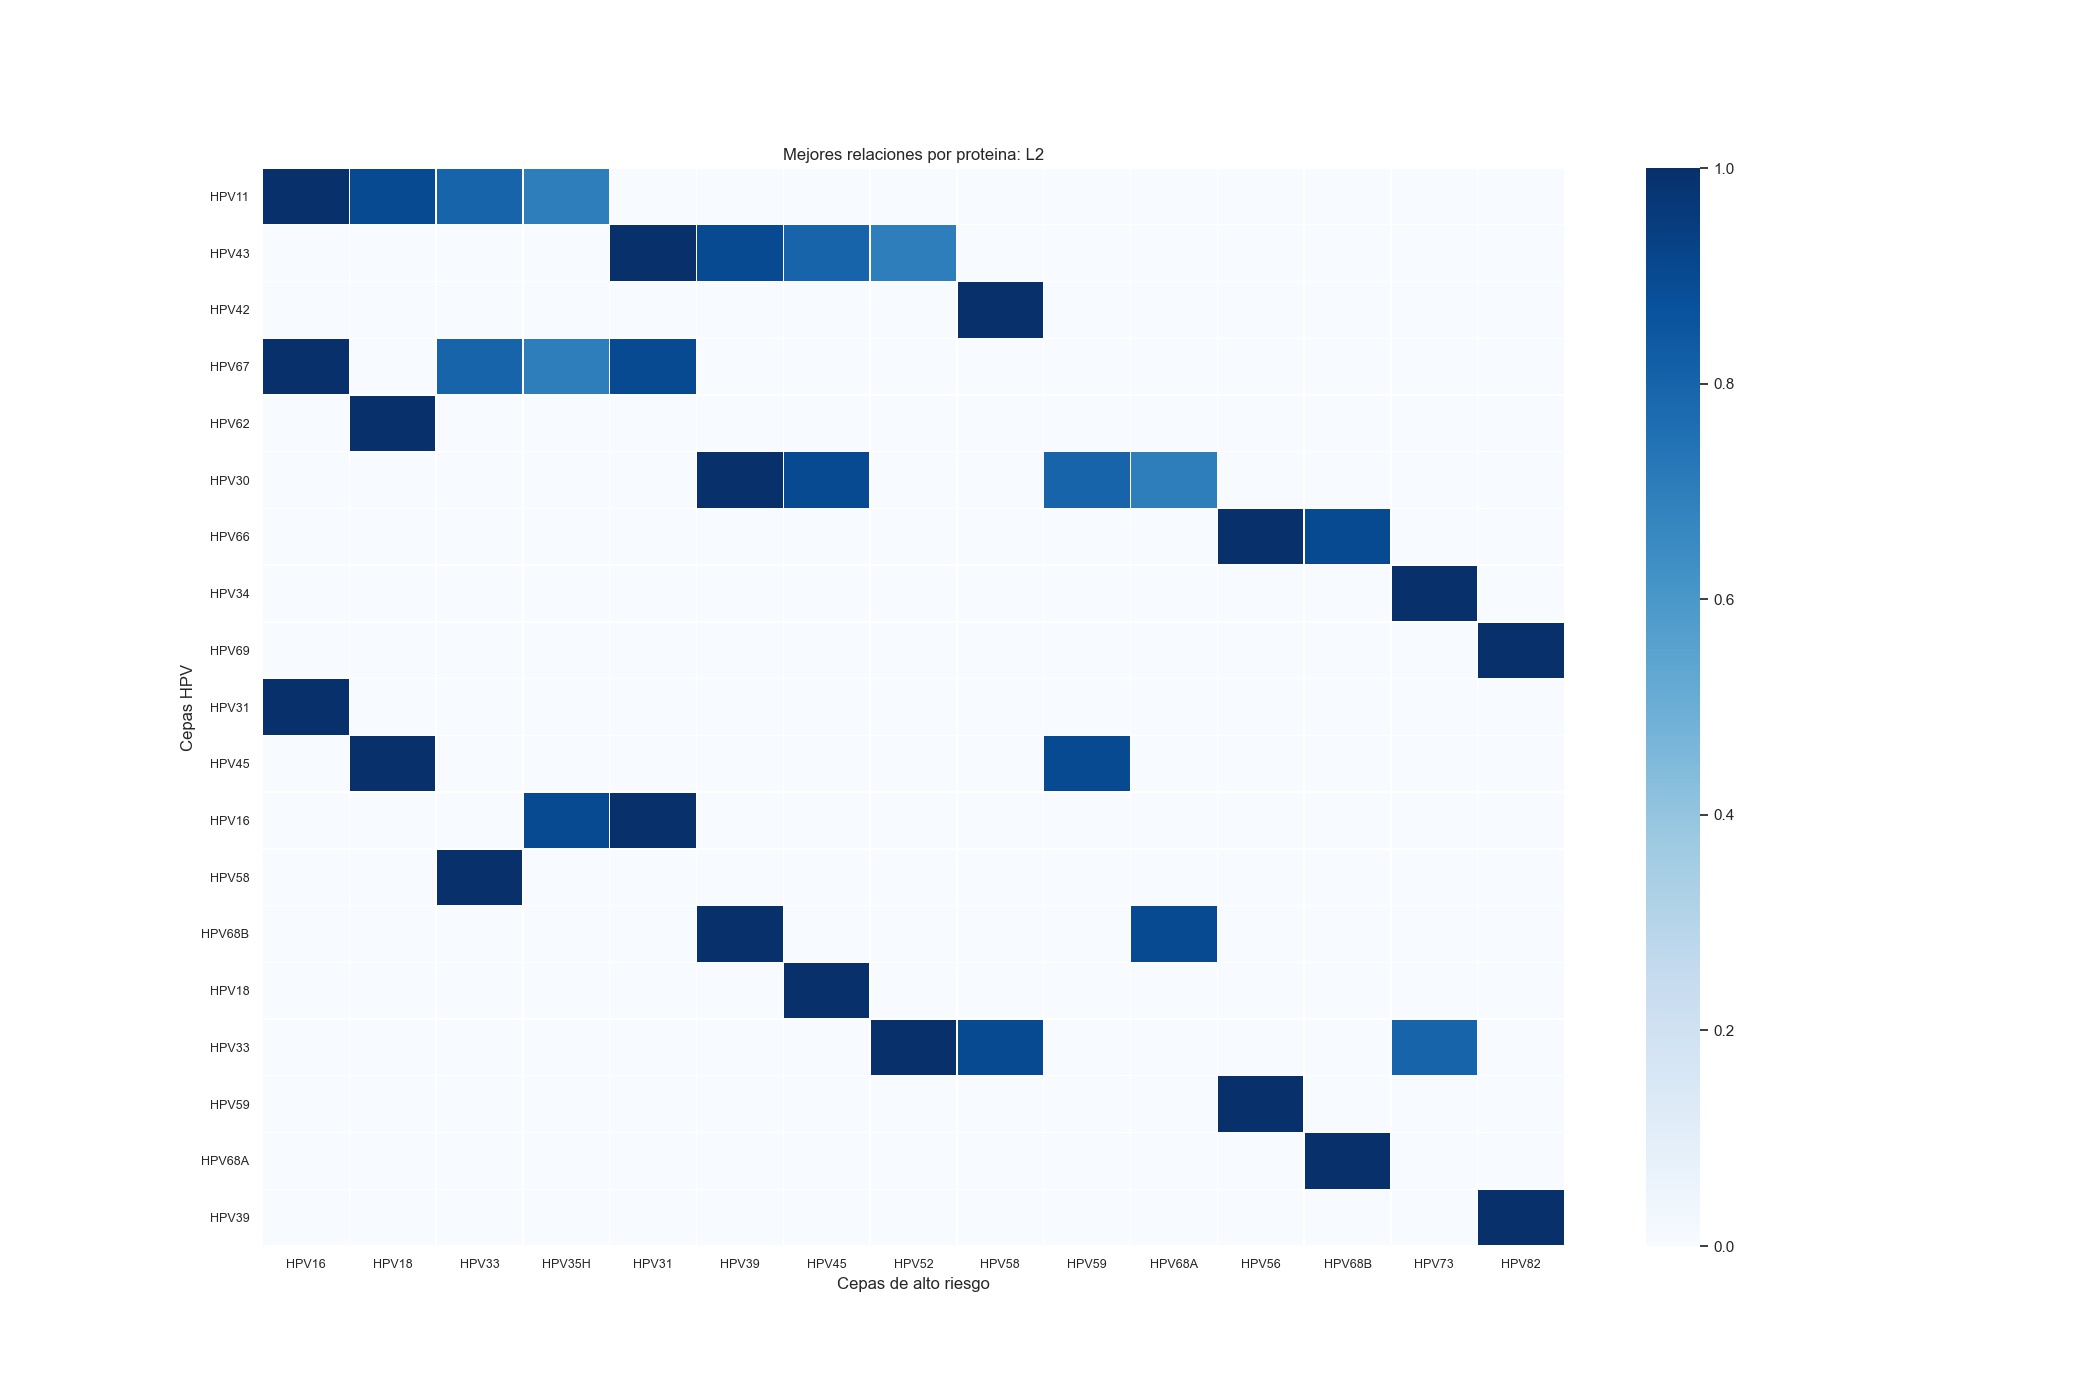 Mejores relaciones por proteina: L2
HPV11
HPV43
HPV42
HPV67
HPV62
HPV30
HPV66
HPV34
HPV69
HPV31
HPV45
HPV16
HPV58
HPV68B
HPV18
HPV33
HPV59
HPV68A
HPV39
Cepas HPV
HPV16 HPV18 HPV33 HPV35H HPV31 HPV39 HPV45 HPV52 HPV58 HPV59 HPV68A HPV56 HPV68B HPV73 HPV82
Cepas de alto riesgo
1.0
0.8
0.6
0.4
0.2
0.0